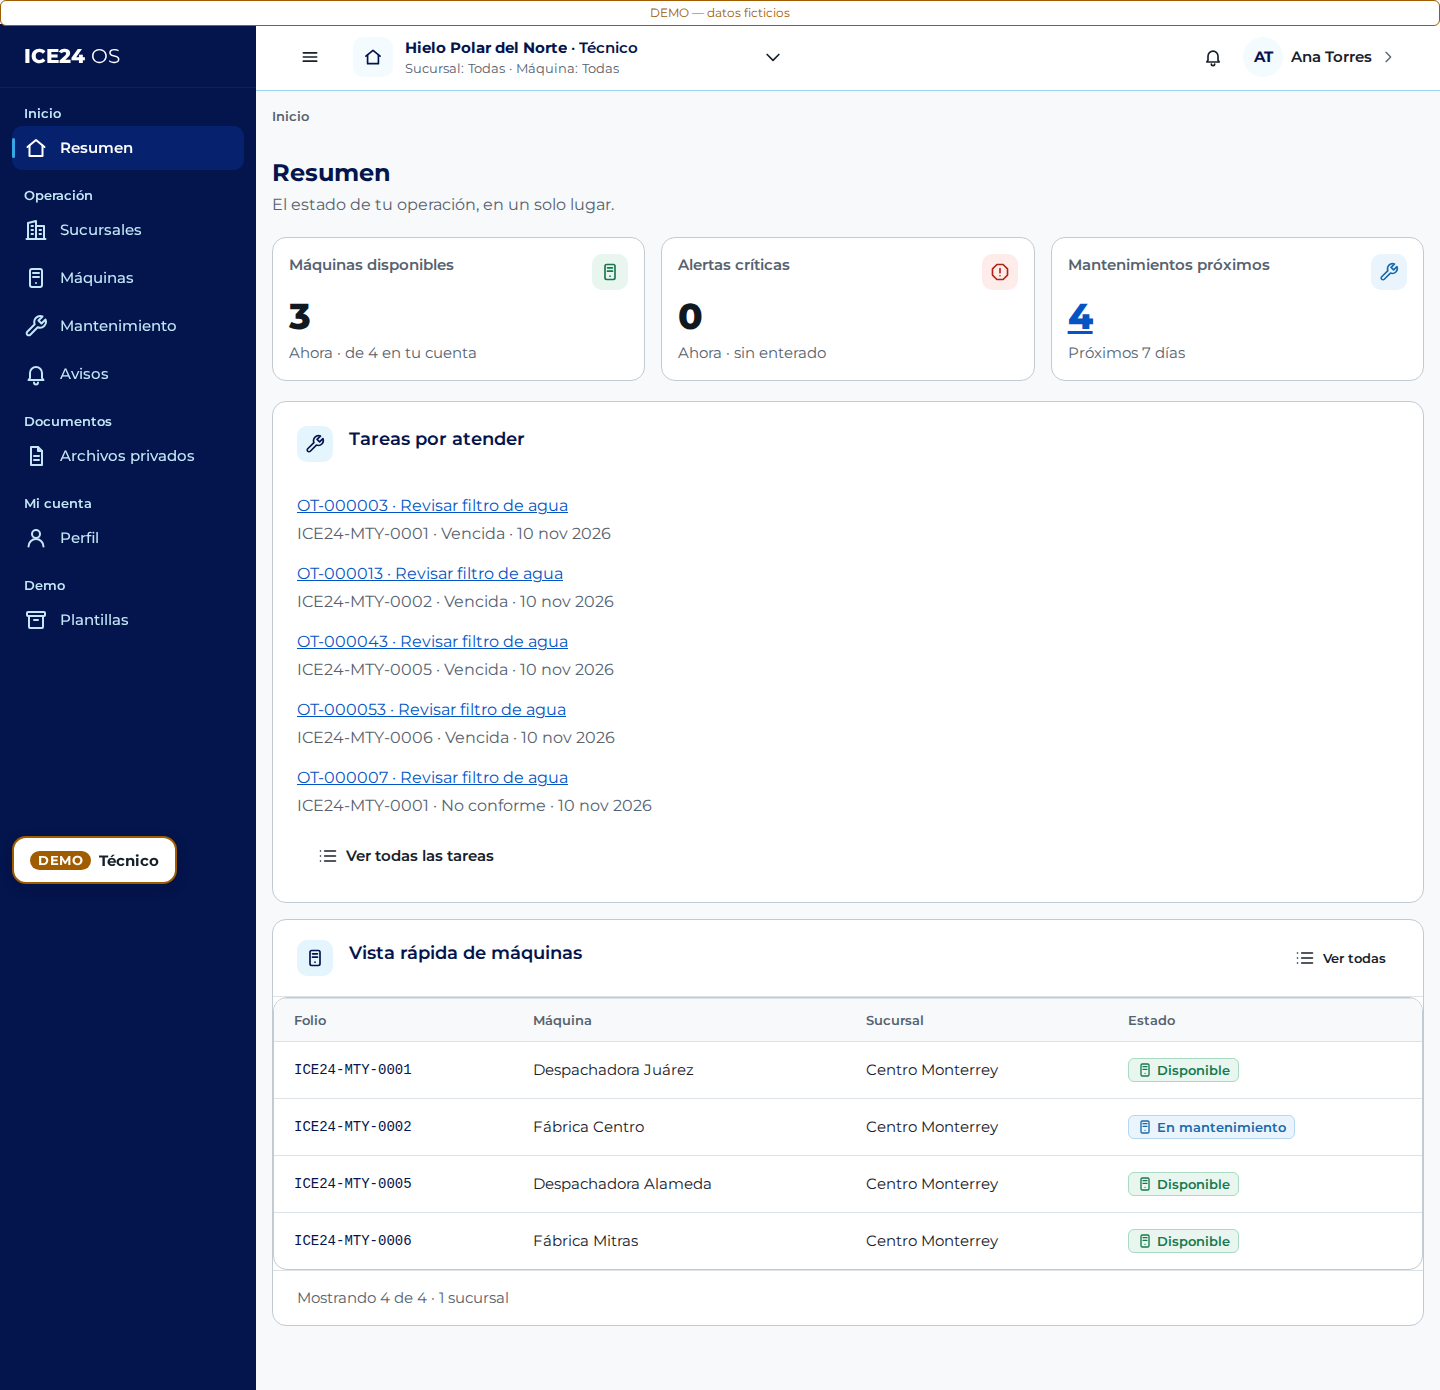 DEMO — datos ficticios
ICE24 OS
Inicio
Resumen
Operación
Sucursales
Máquinas
Mantenimiento
Avisos
Documentos
Archivos privados
Mi cuenta
Perfil
Demo
Plantillas
DEMO Técnico
Hielo Polar del Norte · Técnico
Sucursal: Todas · Máquina: Todas
AT Ana Torres
Inicio
Resumen
El estado de tu operación, en un solo lugar.
Máquinas disponibles
3
Ahora · de 4 en tu cuenta
Alertas críticas
0
Ahora · sin enterado
Mantenimientos próximos
4
Próximos 7 días
Tareas por atender
OT-000003 · Revisar filtro de agua
ICE24-MTY-0001 · Vencida · 10 nov 2026
OT-000013 · Revisar filtro de agua
ICE24-MTY-0002 · Vencida · 10 nov 2026
OT-000043 · Revisar filtro de agua
ICE24-MTY-0005 · Vencida · 10 nov 2026
OT-000053 · Revisar filtro de agua
ICE24-MTY-0006 · Vencida · 10 nov 2026
OT-000007 · Revisar filtro de agua
ICE24-MTY-0001 · No conforme · 10 nov 2026
Ver todas las tareas
Vista rápida de máquinas
Ver todas
Folio Máquina Sucursal Estado
ICE24-MTY-0001 Despachadora Juárez Centro Monterrey Disponible
ICE24-MTY-0002 Fábrica Centro Centro Monterrey En mantenimiento
ICE24-MTY-0005 Despachadora Alameda Centro Monterrey Disponible
ICE24-MTY-0006 Fábrica Mitras Centro Monterrey Disponible
Mostrando 4 de 4 · 1 sucursal